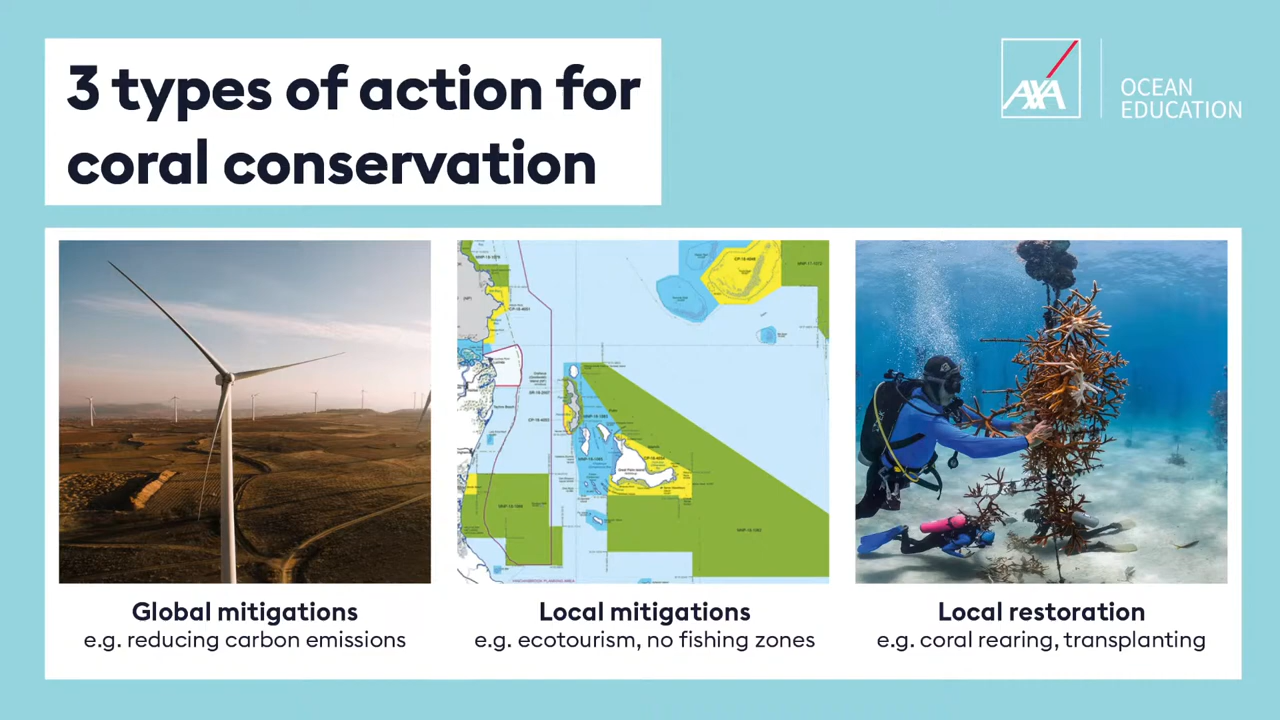 3 types of action for
coral conservation
AXA
OCEAN
EDUCATION
Global mitigations
e.g. reducing carbon emissions
Local mitigations
e.g. ecotourism, no fishing zones
Local restoration
e.g. coral rearing, transplanting